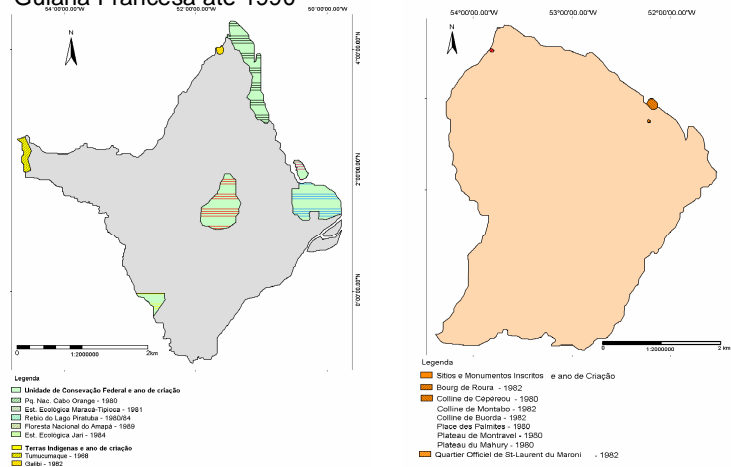 Guiana Francesa até 1990
54°00'00.00"W 52°00'00.00"W 50°00'00.00"W
N
4°00'00.00"N
2°00'00.00"N
0°00'00.00"N
1:2000000 2km
Legenda
Unidade de Consevação Federal e ano de criação
Pq. Nac. Cabo Orange - 1980
Est. Ecológica Maracá-Tipioca - 1981
Rebio do Lago Piratuba - 1980/84
Floresta Nacional do Amapá - 1989
Est. Ecológica Jari - 1984
Terras Indígenas e ano de criação
Tumucumaque - 1968
Galibi - 1982
54°00'00.00"W 53°00'00.00"W 52°00'00.00"W
N
0 1:2000000 2 km
Legenda
Sitios e Monumentos Inscritos e ano de Criação
Bourg de Roura - 1982
Colline de Cépéreou - 1980
Colline de Montabo - 1982
Colline de Buorda - 1982
Place des Palmites - 1980
Plateau de Montravel - 1980
Plateau du Mahury - 1980
Quartier Officiel de St-Laurent du Maroni - 1982